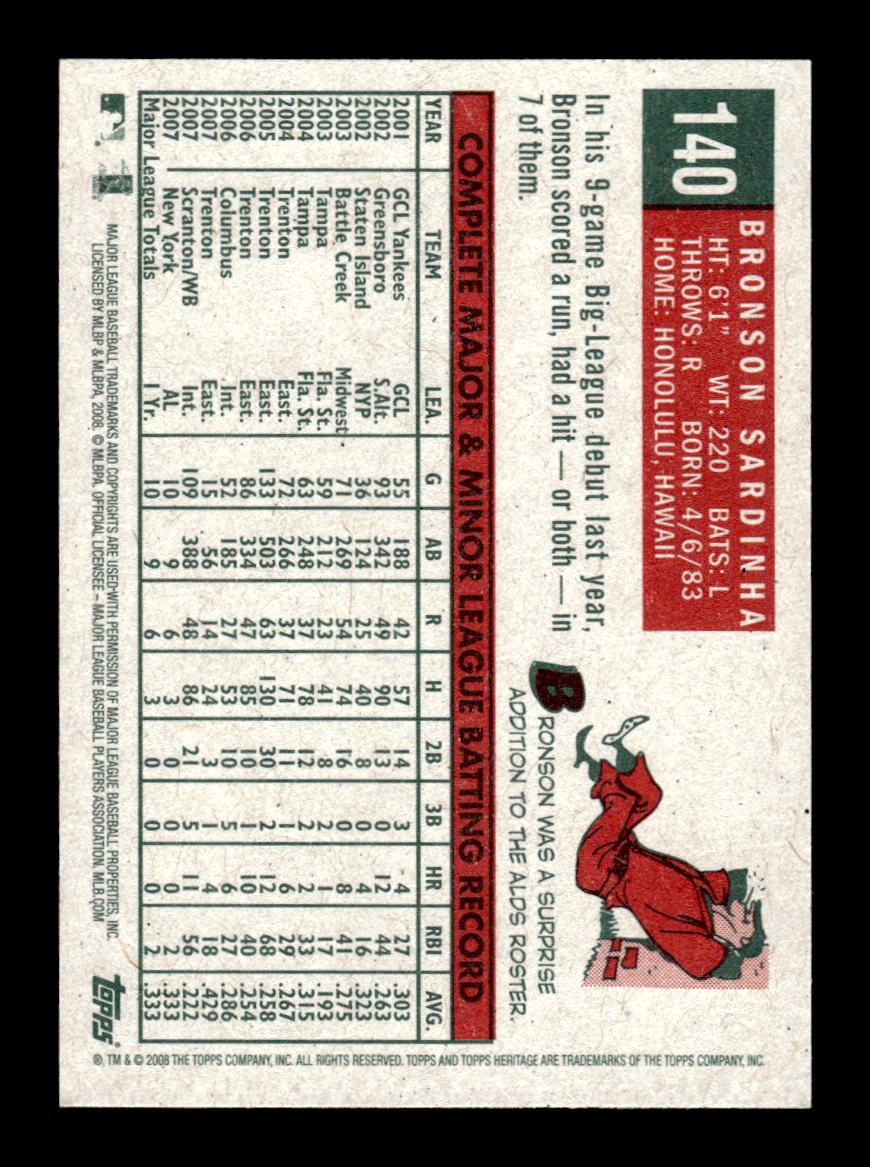 140
BRONSON SARDINHA
HT: 6'1" WT: 220 BATS: L
THROWS: R BORN: 4/6/83
HOME: HONOLULU, HAWAII
In his 9-game Big-League debut last year,
Bronson scored a run, had a hit — or both — in
7 of them.
BRONSON WAS A SURPRISE
ADDITION TO THE ALDS ROSTER.
COMPLETE MAJOR & MINOR LEAGUE BATTING RECORD
YEAR TEAM LEA. G AB R H 2B 3B HR RBI AVG.
2001 GCL Yankees GCL 55 188 42 57 14 3 4 27 .303
2002 Greensboro S.Alt. 93 342 49 90 13 0 12 44 .263
2002 Staten Island NYP 36 124 25 40 8 0 4 16 .323
2003 Battle Creek Midwest 71 269 54 74 16 0 8 41 .275
2003 Tampa Fla. St. 59 212 23 41 8 2 1 17 .193
2004 Tampa Fla. St. 63 248 37 78 12 2 2 33 .315
2004 Trenton East. 72 266 37 71 11 1 6 29 .267
2005 Trenton East. 133 503 63 130 30 2 12 68 .258
2006 Trenton East. 86 334 47 85 10 1 10 40 .254
2006 Columbus Int. 52 185 27 53 10 5 6 27 .286
2007 Trenton East. 15 56 14 24 3 1 4 18 .429
2007 Scranton/WB Int. 109 388 48 86 21 5 11 56 .222
2007 New York AL 10 9 6 3 0 0 0 2 .333
Major League Totals 1 Yr. 10 9 6 3 0 0 0 2 .333
MAJOR LEAGUE BASEBALL TRADEMARKS AND COPYRIGHTS ARE USED WITH PERMISSION OF MAJOR LEAGUE BASEBALL PROPERTIES, INC.
LICENSED BY MLBP & MLBPA, 2008. © MLBPA, OFFICIAL LICENSEE – MAJOR LEAGUE BASEBALL PLAYERS ASSOCIATION. MLB.COM
Topps
®, TM & © 2008 THE TOPPS COMPANY, INC. ALL RIGHTS RESERVED. TOPPS AND TOPPS HERITAGE ARE TRADEMARKS OF THE TOPPS COMPANY, INC.